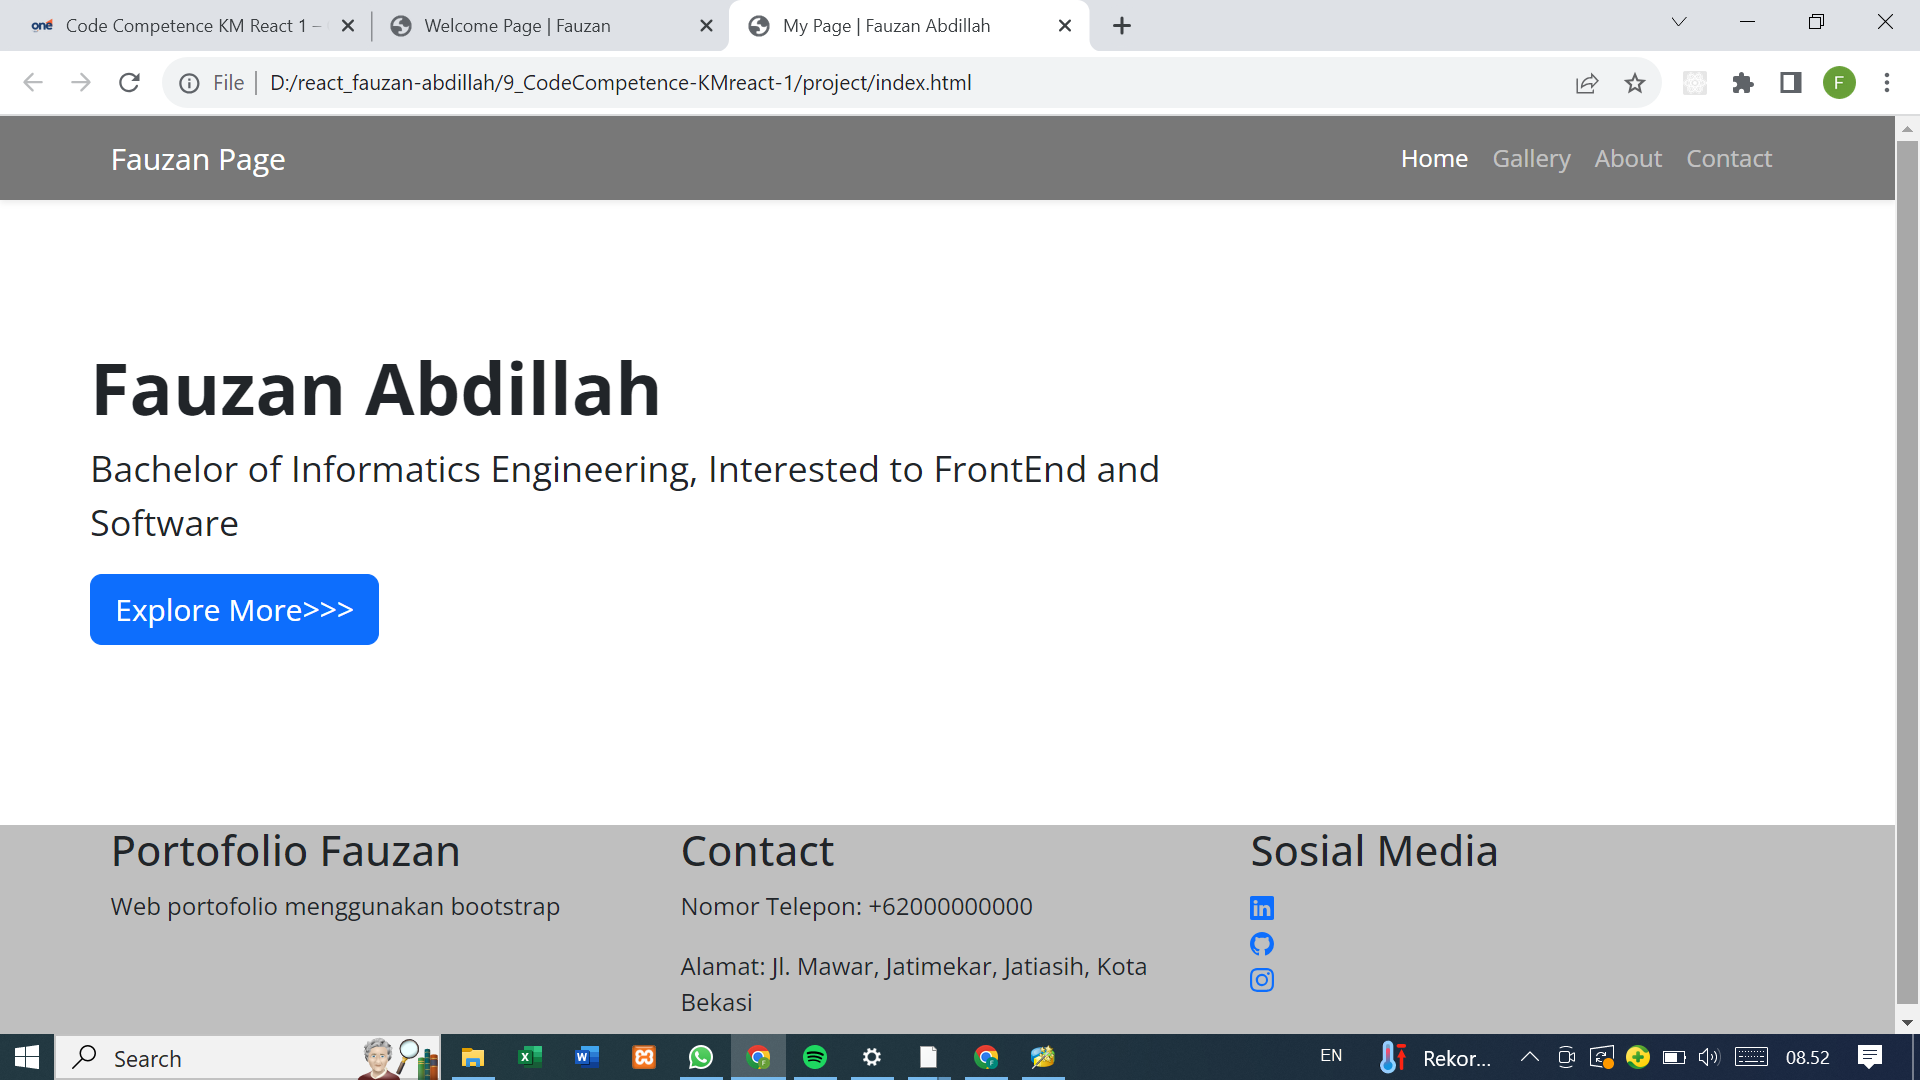 one Code Competence KM React 1 –
Welcome Page | Fauzan
My Page | Fauzan Abdillah
File
D:/react_fauzan-abdillah/9_CodeCompetence-KMreact-1/project/index.html
F
Fauzan Page
Home Gallery About Contact
Fauzan Abdillah
Bachelor of Informatics Engineering, Interested to FrontEnd and
Software
Explore More>>>
Portofolio Fauzan
Web portofolio menggunakan bootstrap
Contact
Nomor Telepon: +62000000000
Alamat: Jl. Mawar, Jatimekar, Jatiasih, Kota
Bekasi
Sosial Media
Search
EN
Rekor...
08.52